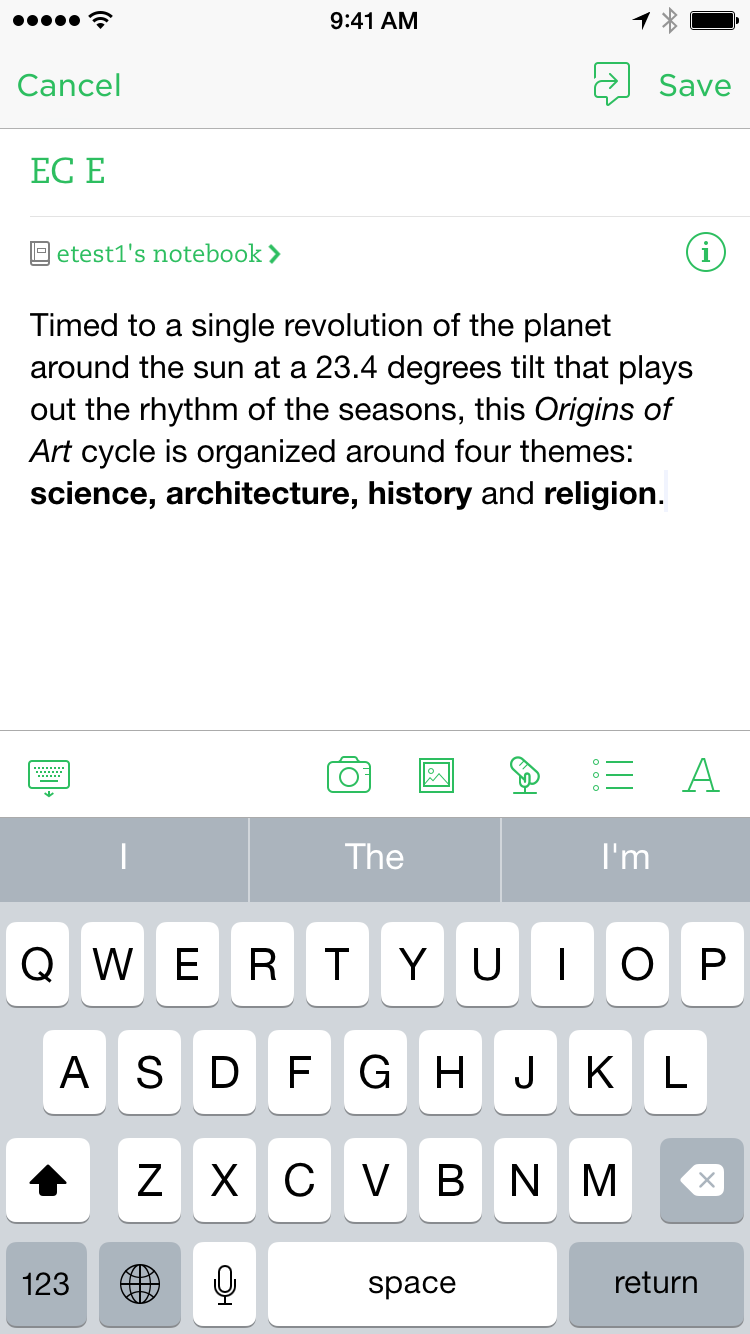 9:41 AM
Cancel
Save
EC E
etest1's notebook
Timed to a single revolution of the planet
around the sun at a 23.4 degrees tilt that plays
out the rhythm of the seasons, this Origins of
Art cycle is organized around four themes:
science, architecture, history and religion.
A
I The I'm
Q W E R T Y U I O P
A S D F G H J K L
Z X C V B N M
123 space return